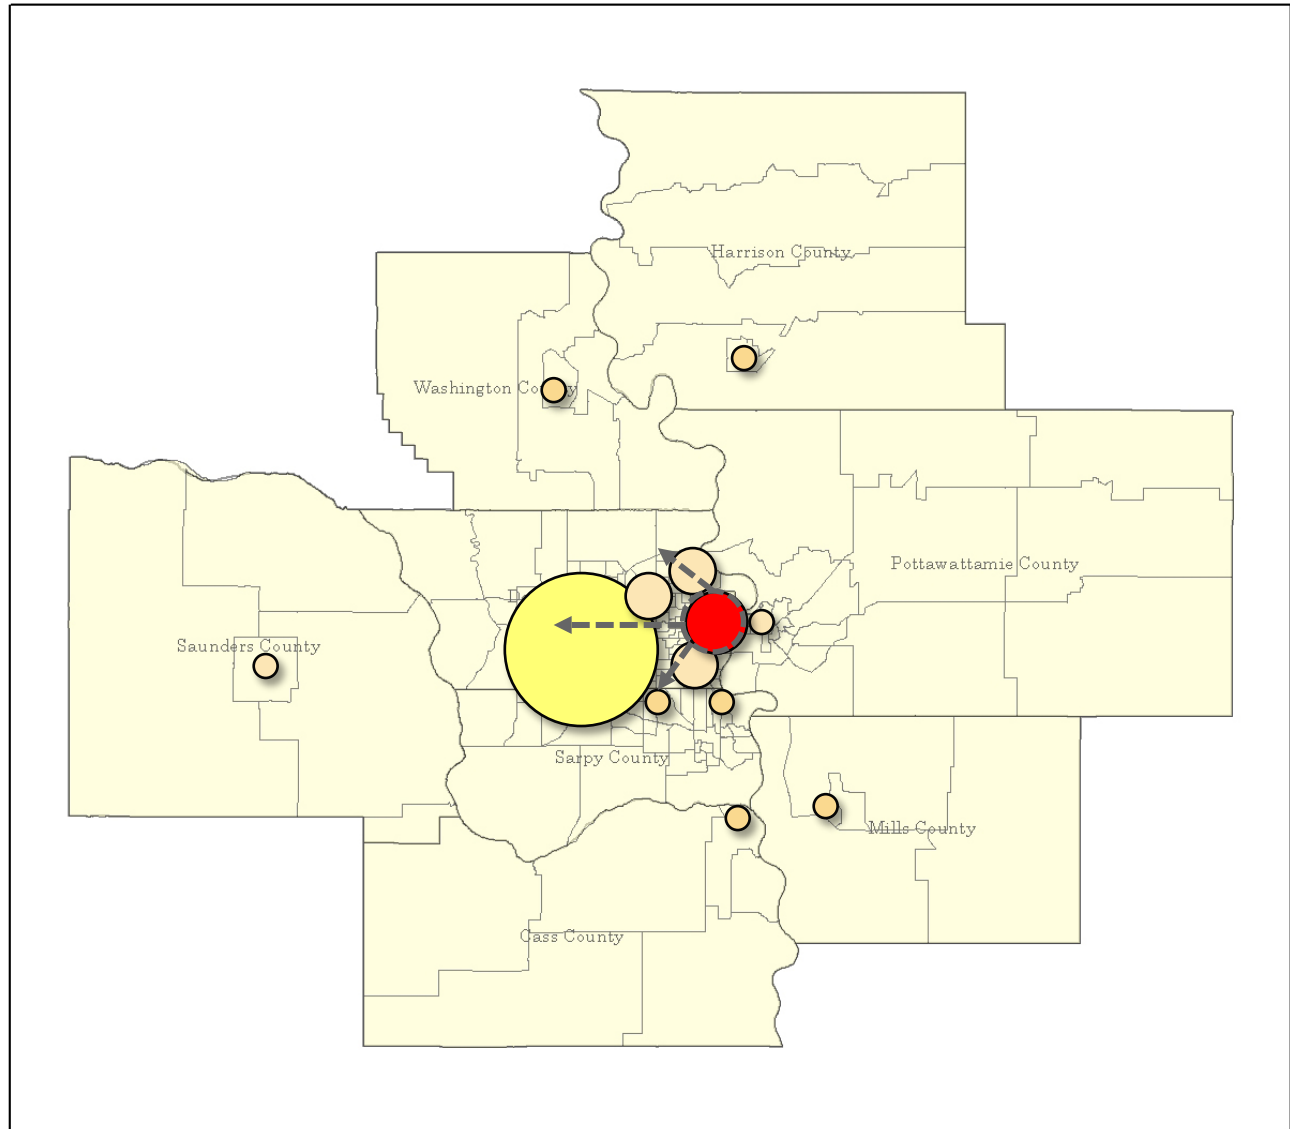 Harrison County
Washington County
Pottawattamie County
Saunders County
Sarpy County
Mills County
Cass County